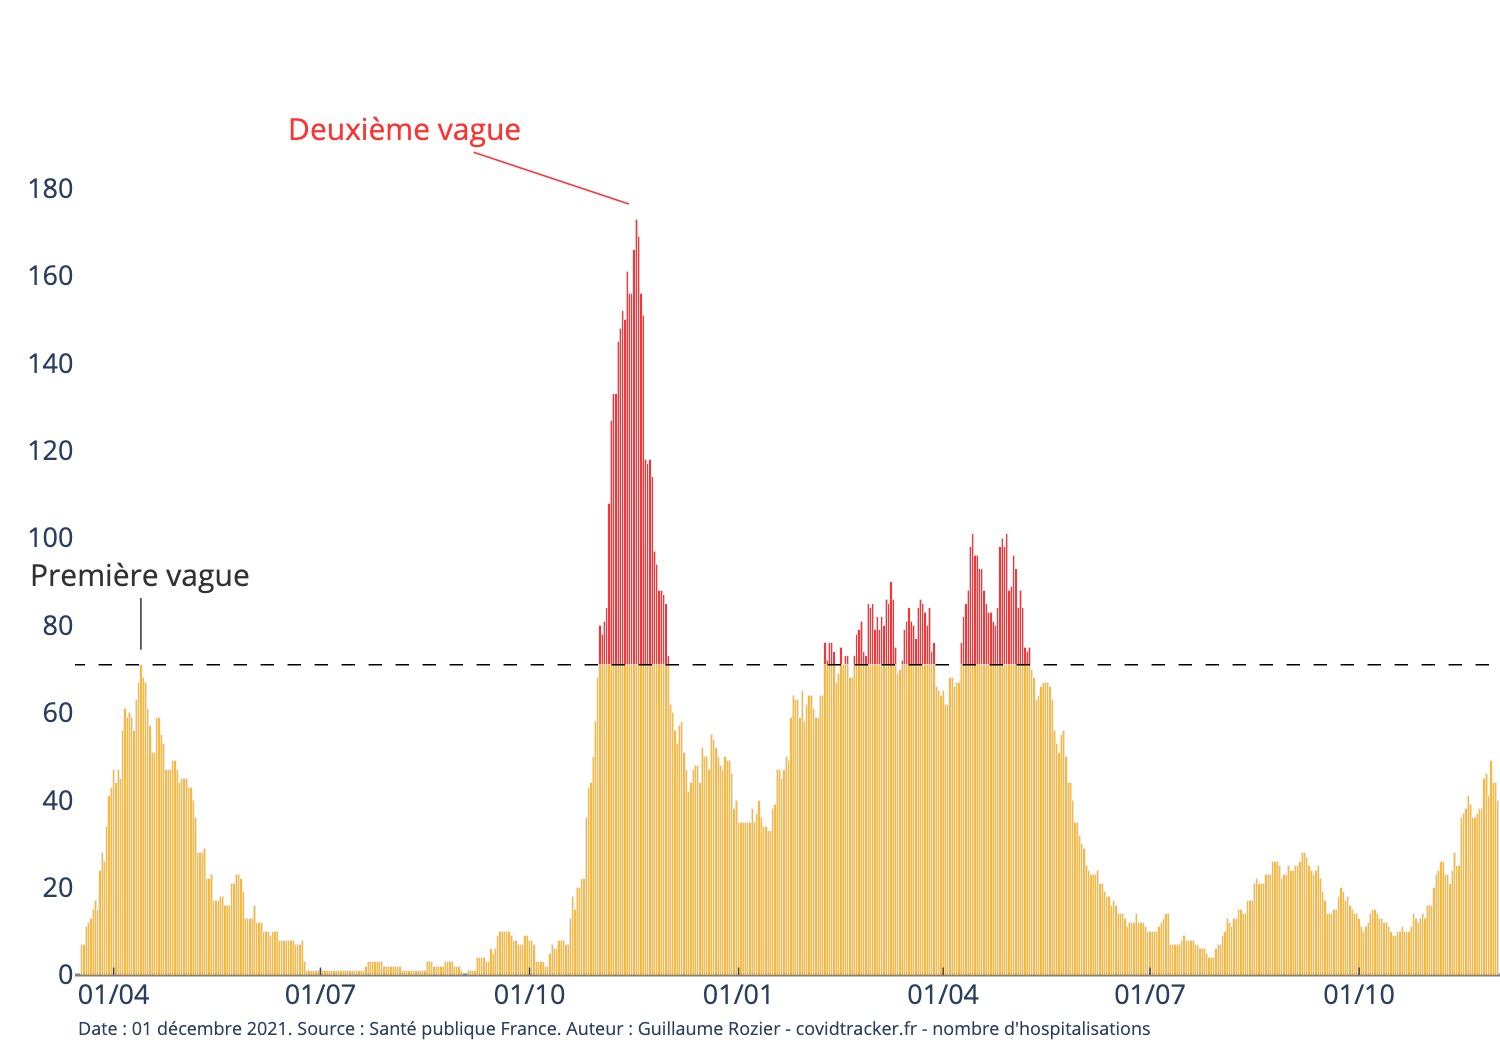 Deuxième vague
180
160
140
120
100
Première vague
80
60
40
20
0
01/04 01/07 01/10 01/01 01/04 01/07 01/10
Date : 01 décembre 2021. Source : Santé publique France. Auteur : Guillaume Rozier - covidtracker.fr - nombre d'hospitalisations